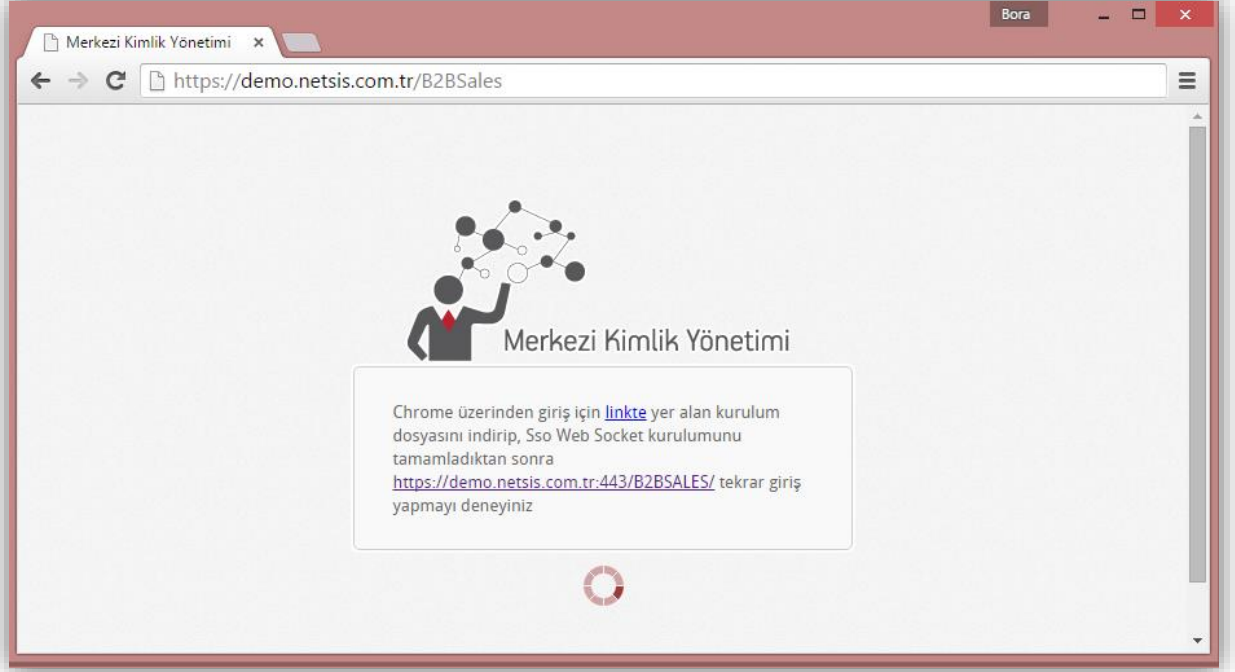 Bora
Merkezi Kimlik Yönetimi
https://demo.netsis.com.tr/B2BSales
Merkezi Kimlik Yönetimi
Chrome üzerinden giriş için linkte yer alan kurulum
dosyasını indirip, Sso Web Socket kurulumunu
tamamladıktan sonra
https://demo.netsis.com.tr:443/B2BSALES/ tekrar giriş
yapmayı deneyiniz